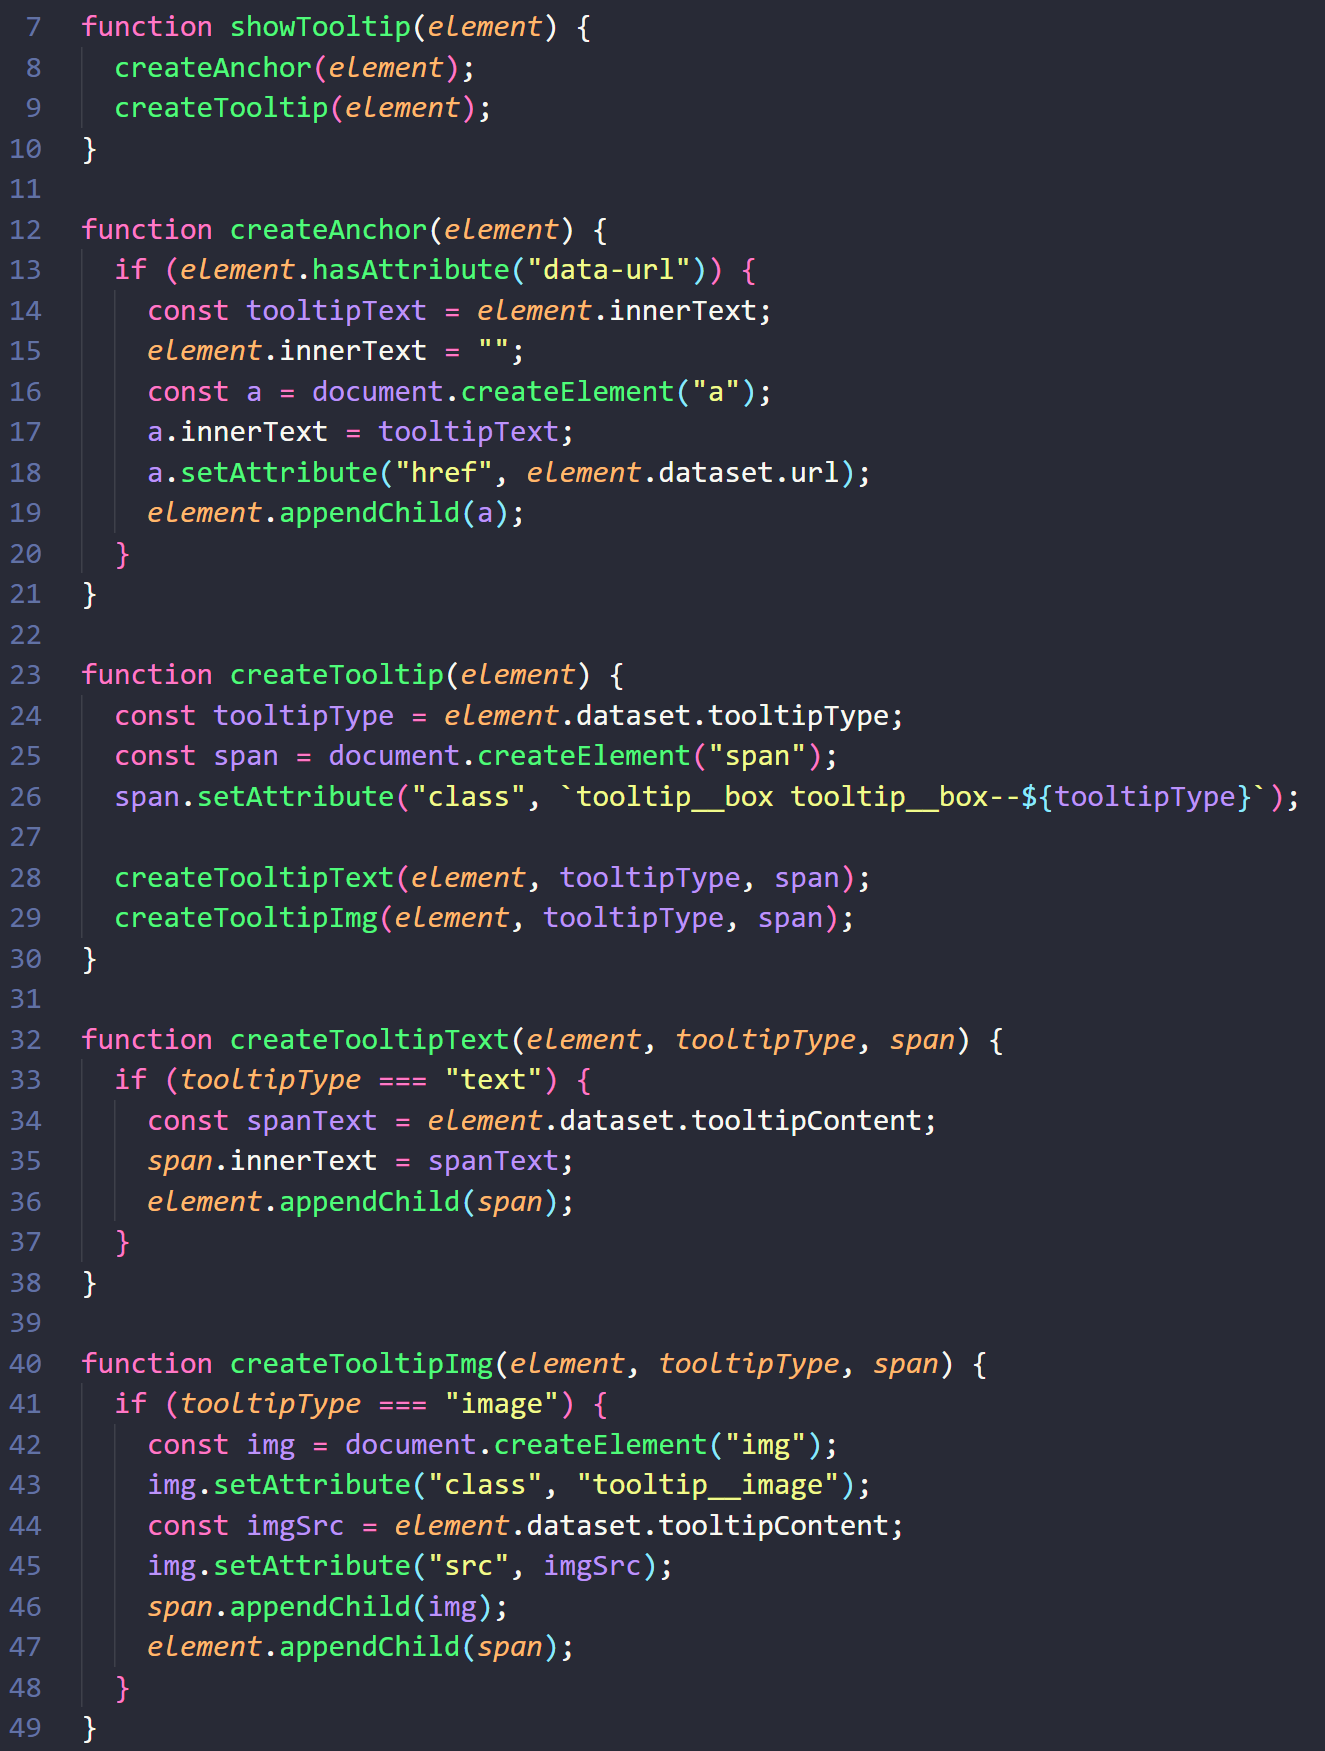 7 function showTooltip(element) {
8 createAnchor(element);
9 createTooltip(element);
10 }
11
12 function createAnchor(element) {
13 if (element.hasAttribute("data-url")) {
14 const tooltipText = element.innerText;
15 element.innerText = "";
16 const a = document.createElement("a");
17 a.innerText = tooltipText;
18 a.setAttribute("href", element.dataset.url);
19 element.appendChild(a);
20 }
21 }
22
23 function createTooltip(element) {
24 const tooltipType = element.dataset.tooltipType;
25 const span = document.createElement("span");
26 span.setAttribute("class", `tooltip__box tooltip__box--${tooltipType}`);
27
28 createTooltipText(element, tooltipType, span);
29 createTooltipImg(element, tooltipType, span);
30 }
31
32 function createTooltipText(element, tooltipType, span) {
33 if (tooltipType === "text") {
34 const spanText = element.dataset.tooltipContent;
35 span.innerText = spanText;
36 element.appendChild(span);
37 }
38 }
39
40 function createTooltipImg(element, tooltipType, span) {
41 if (tooltipType === "image") {
42 const img = document.createElement("img");
43 img.setAttribute("class", "tooltip__image");
44 const imgSrc = element.dataset.tooltipContent;
45 img.setAttribute("src", imgSrc);
46 span.appendChild(img);
47 element.appendChild(span);
48 }
49 }